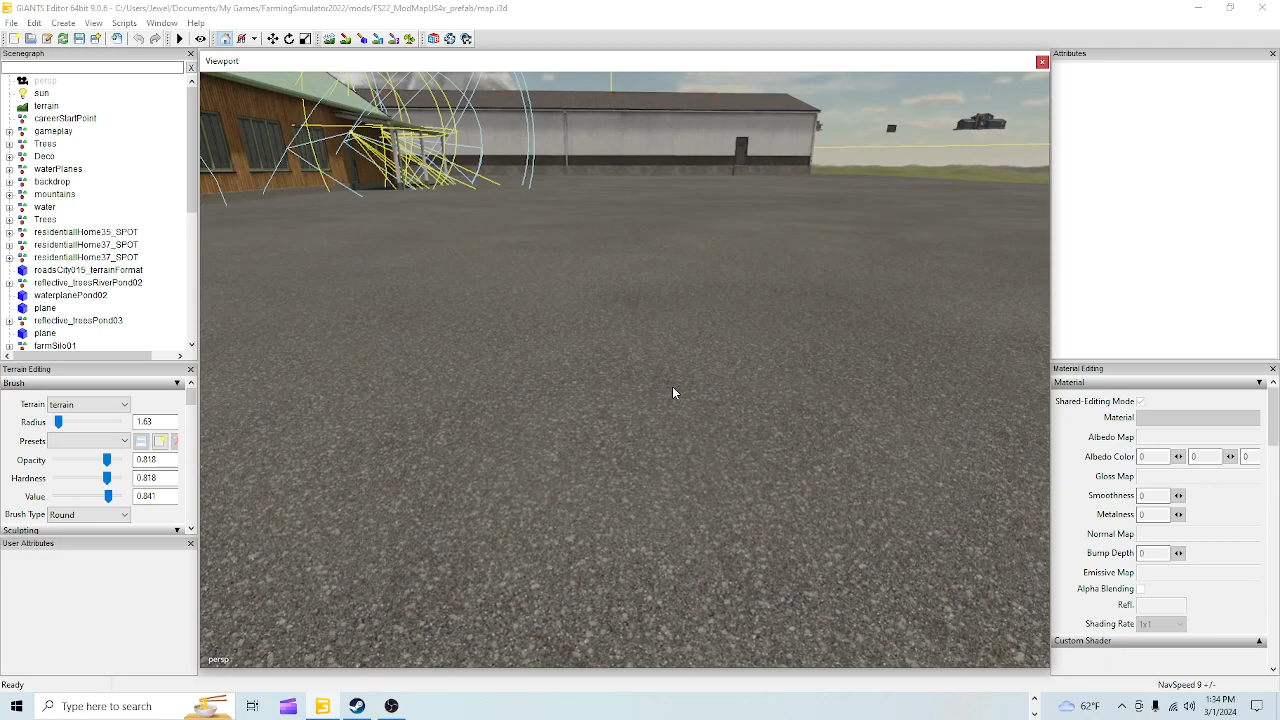 GIANTS Editor 64bit 9.0.6 - C:/Users/Jewel/Documents/My Games/FarmingSimulator2022/mods/FS22_ModMapUS4x_prefab/map.i3d
File Edit Create View Scripts Window Help
Scenegraph
Viewport
Attributes
X
persp
sun
terrain
careerStartPoint
gameplay
Trees
Deco
waterPlanes
backdrop
mountains
water
Trees
residentialHome35_SPOT
residentialHome37_SPOT
residentialHome37_SPOT
roadsCity015_terrainFormat
reflective_treesRiverPond02
waterplanePond02
plane
reflective_treesPond03
plane
farmSilo01
Terrain Editing
Brush
Terrain terrain
Radius 1.63
Presets
Opacity 0.818
Hardness 0.818
Value 0.841
Brush Type Round
Sculpting
User Attributes
persp
Material Editing
Material
Shared-Editing Mode
Material
Albedo Map
Albedo Color 0 0 0
Gloss Map
Smoothness 0
Metalness 0
Normal Map
Bump Depth 0
Emissive Map
Alpha Blending
Refl.
Shading Rate 1x1
Custom Shader
Ready
NavSpeed 9 +/-
Type here to search
62°F
1:34 PM
3/1/2024